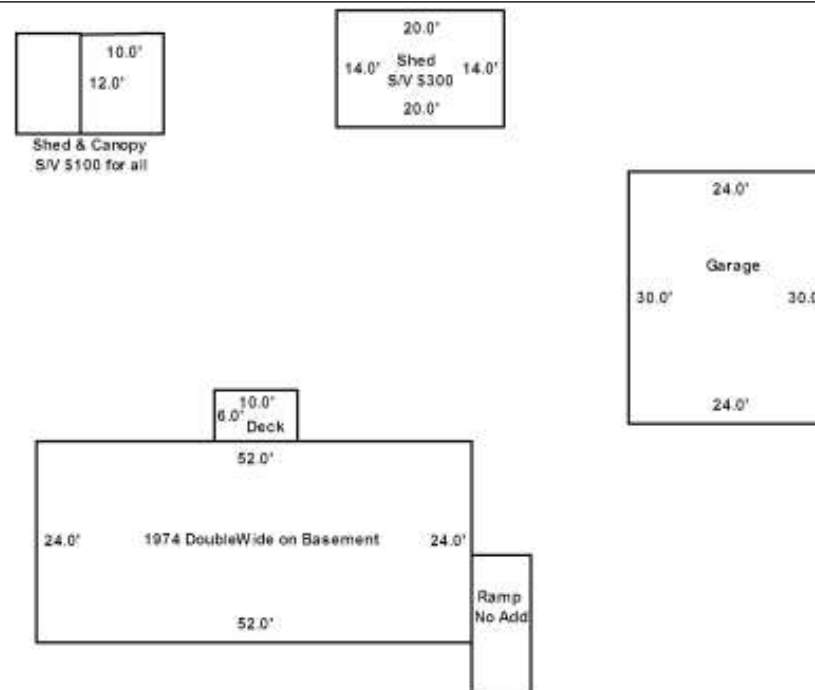 10.0'
12.0'
Shed & Canopy
S/V $100 for all
20.0'
14.0' Shed 14.0'
S/V $300
20.0'
24.0'
Garage
30.0' 30.0
24.0'
10.0'
6.0' Deck
52.0'
24.0' 1974 DoubleWide on Basement 24.0'
52.0'
Ramp
No Add